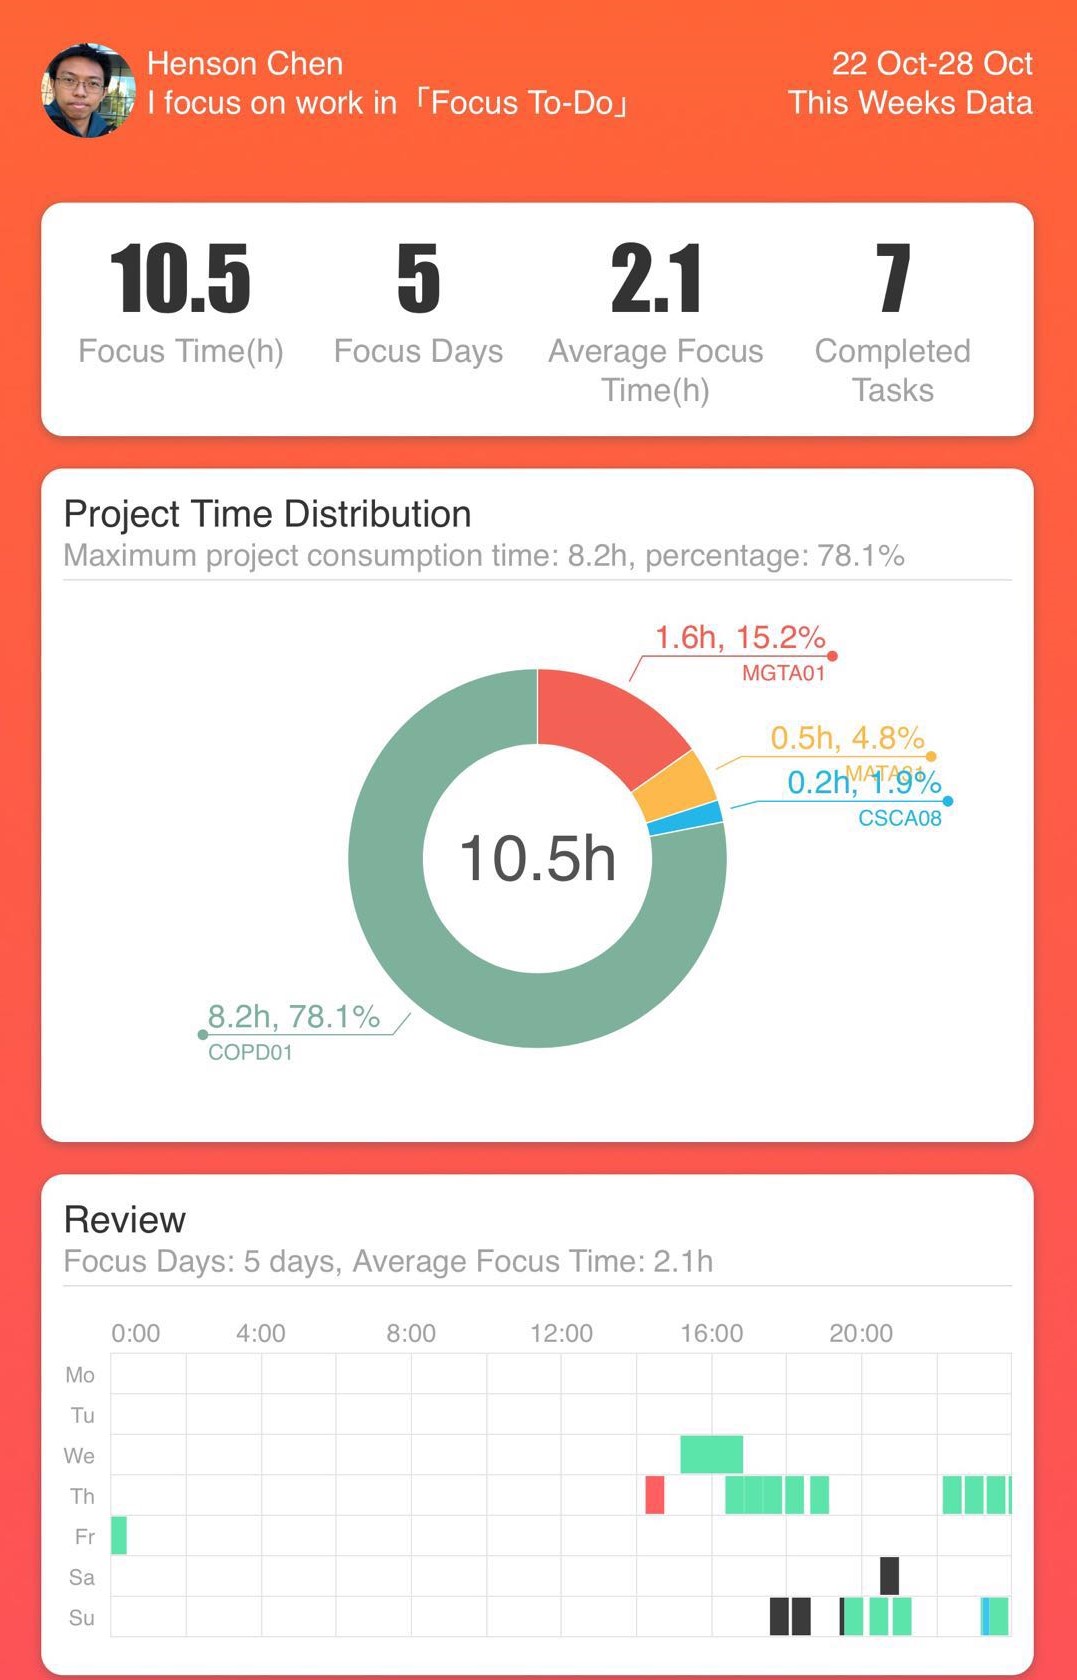 Henson Chen
I focus on work in「Focus To-Do」
22 Oct-28 Oct
This Weeks Data
10.5
Focus Time(h)
5
Focus Days
2.1
Average Focus
Time(h)
7
Completed
Tasks
Project Time Distribution
Maximum project consumption time: 8.2h, percentage: 78.1%
1.6h, 15.2%
MGTA01
0.5h, 4.8%
MATA31
0.2h, 1.9%
CSCA08
10.5h
8.2h, 78.1%
COPD01
Review
Focus Days: 5 days, Average Focus Time: 2.1h
0:00 4:00 8:00 12:00 16:00 20:00
Mo
Tu
We
Th
Fr
Sa
Su